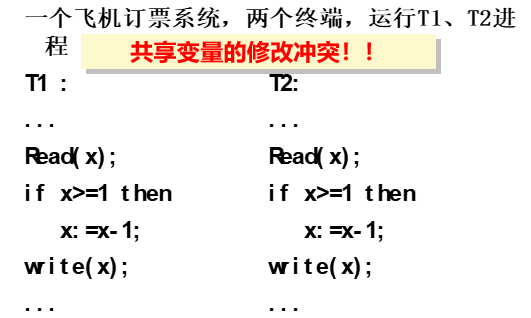 一个飞机订票系统，两个终端，运行T1、T2进
程
共享变量的修改冲突！！
T1 : T2:
... ...
Read(x); Read(x);
if x>=1 then if x>=1 then
x:=x-1; x:=x-1;
write(x); write(x);
... ...